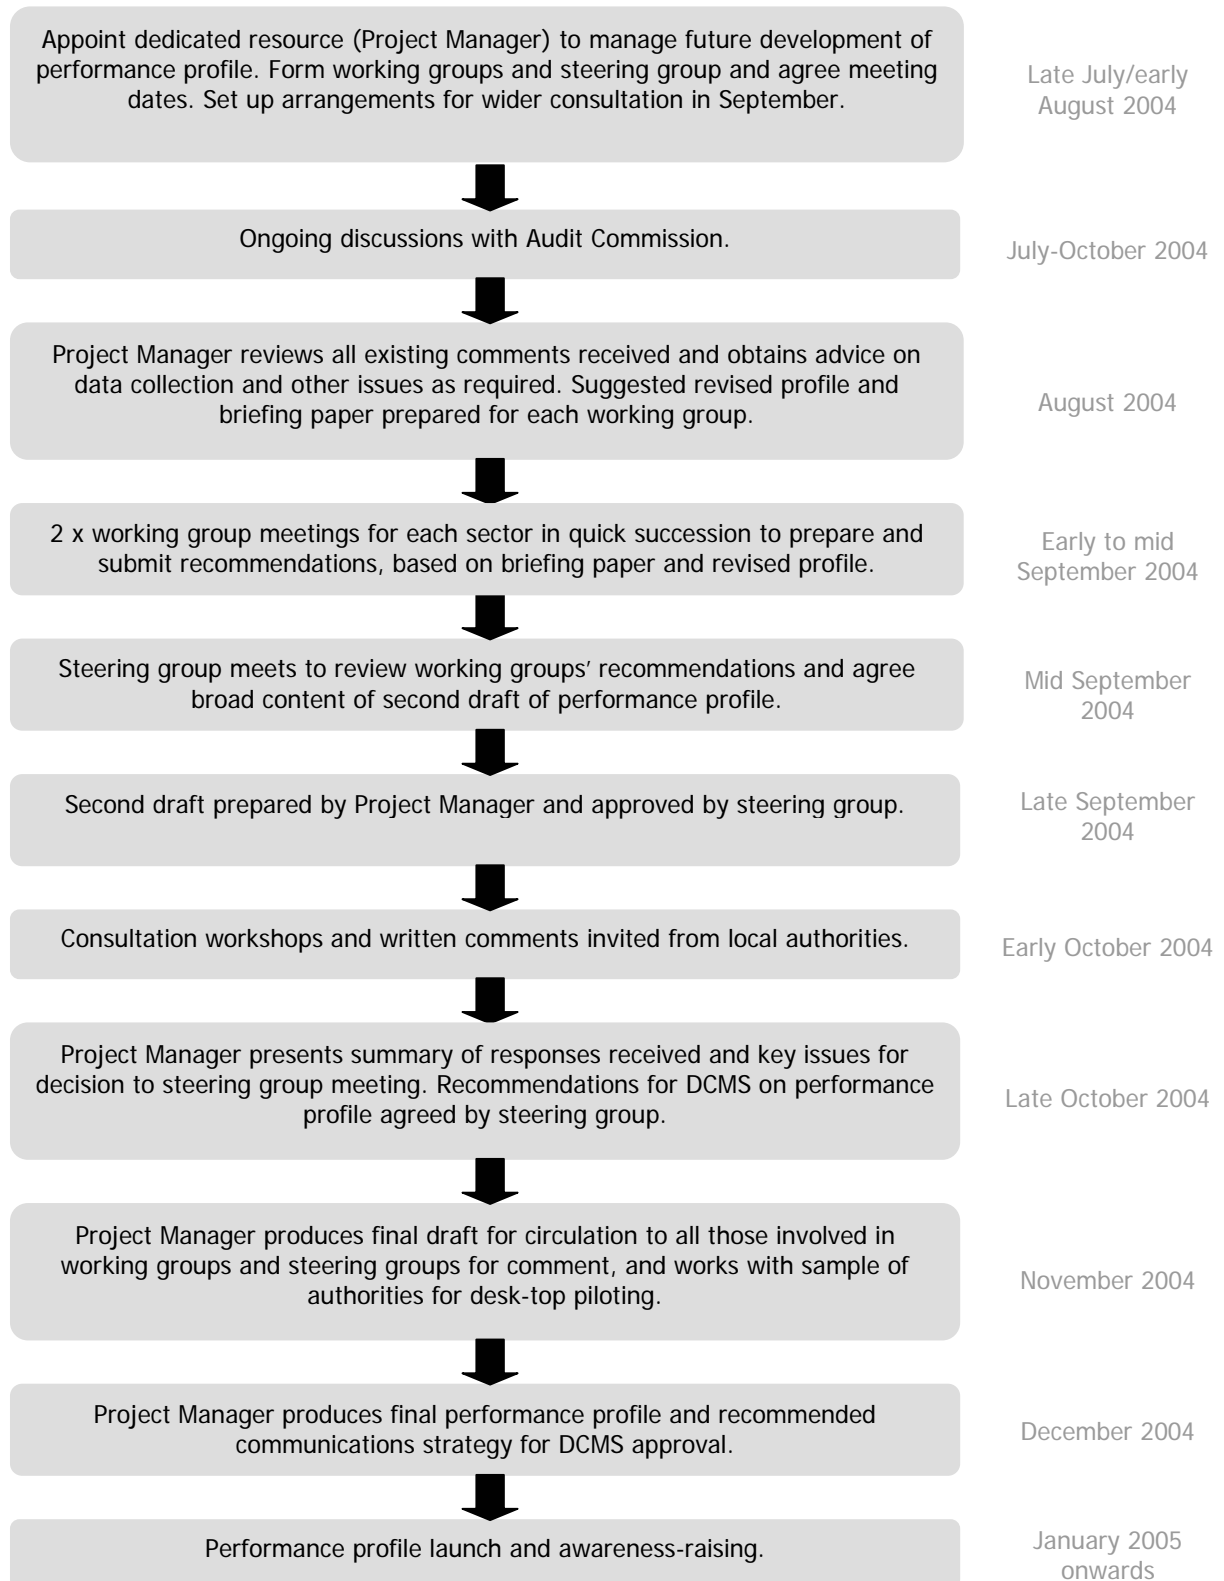 Appoint dedicated resource (Project Manager) to manage future development of
performance profile. Form working groups and steering group and agree meeting
dates. Set up arrangements for wider consultation in September.
Late July/early
August 2004
Ongoing discussions with Audit Commission.
July-October 2004
Project Manager reviews all existing comments received and obtains advice on
data collection and other issues as required. Suggested revised profile and
briefing paper prepared for each working group.
August 2004
2 x working group meetings for each sector in quick succession to prepare and
submit recommendations, based on briefing paper and revised profile.
Early to mid
September 2004
Steering group meets to review working groups' recommendations and agree
broad content of second draft of performance profile.
Mid September
2004
Second draft prepared by Project Manager and approved by steering group.
Late September
2004
Consultation workshops and written comments invited from local authorities.
Early October 2004
Project Manager presents summary of responses received and key issues for
decision to steering group meeting. Recommendations for DCMS on performance
profile agreed by steering group.
Late October 2004
Project Manager produces final draft for circulation to all those involved in
working groups and steering groups for comment, and works with sample of
authorities for desk-top piloting.
November 2004
Project Manager produces final performance profile and recommended
communications strategy for DCMS approval.
December 2004
Performance profile launch and awareness-raising.
January 2005
onwards